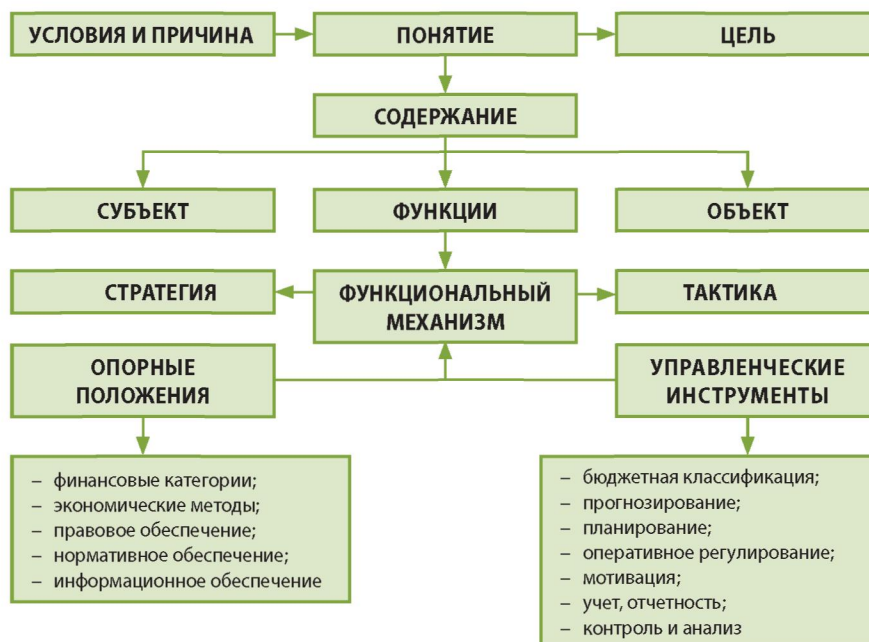 УСЛОВИЯ И ПРИЧИНА
ПОНЯТИЕ
ЦЕЛЬ
СОДЕРЖАНИЕ
СУБЪЕКТ
ФУНКЦИИ
ОБЪЕКТ
СТРАТЕГИЯ
ФУНКЦИОНАЛЬНЫЙ
МЕХАНИЗМ
ТАКТИКА
ОПОРНЫЕ
ПОЛОЖЕНИЯ
УПРАВЛЕНЧЕСКИЕ
ИНСТРУМЕНТЫ
– финансовые категории;
– экономические методы;
– правовое обеспечение;
– нормативное обеспечение;
– информационное обеспечение
– бюджетная классификация;
– прогнозирование;
– планирование;
– оперативное регулирование;
– мотивация;
– учет, отчетность;
– контроль и анализ